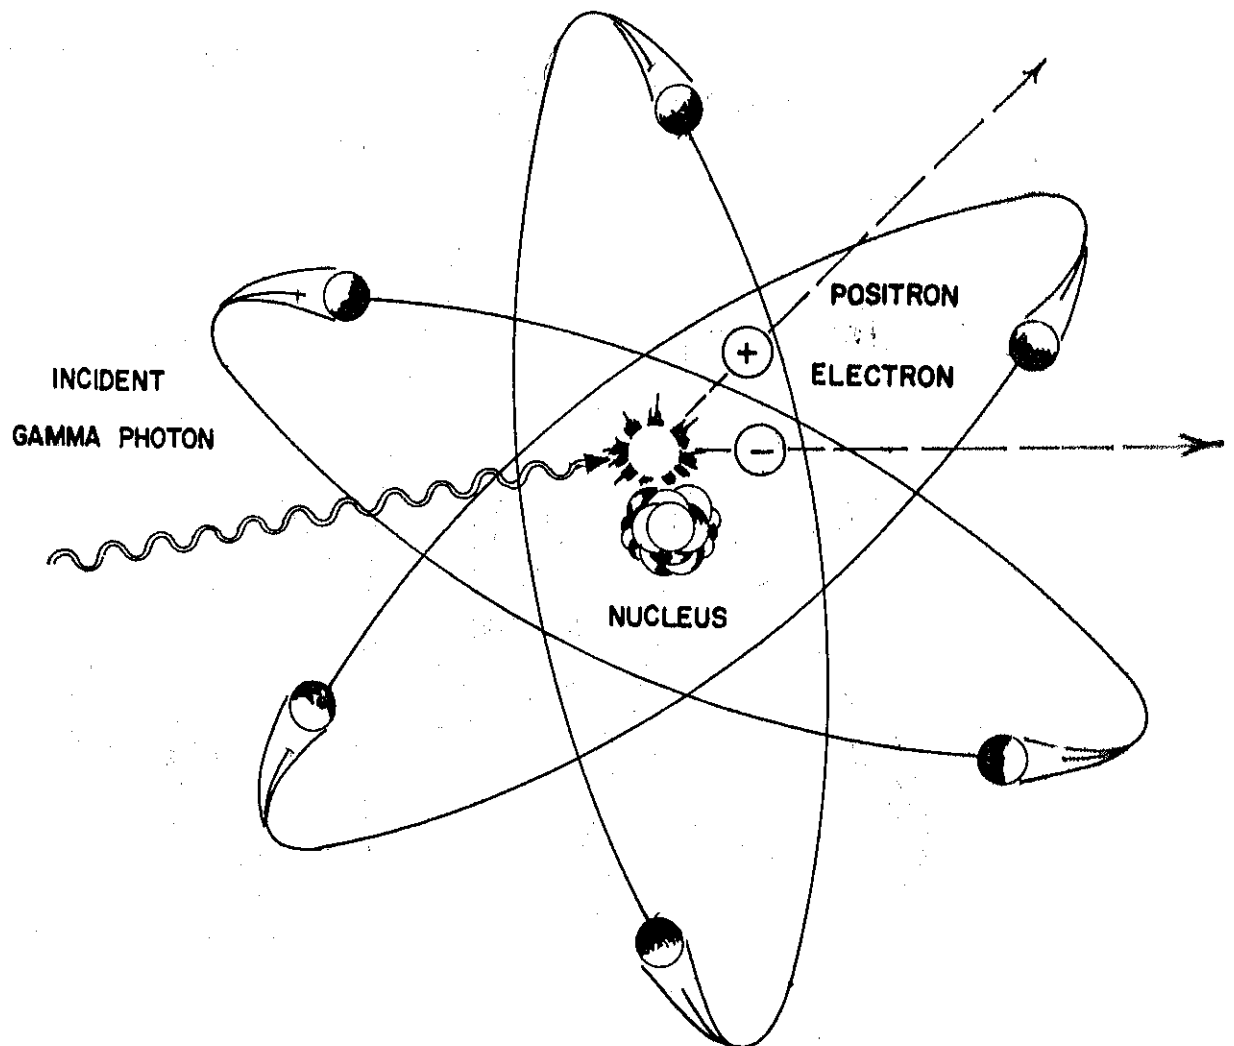 POSITRON
+
ELECTRON
INCIDENT
GAMMA PHOTON
−
NUCLEUS